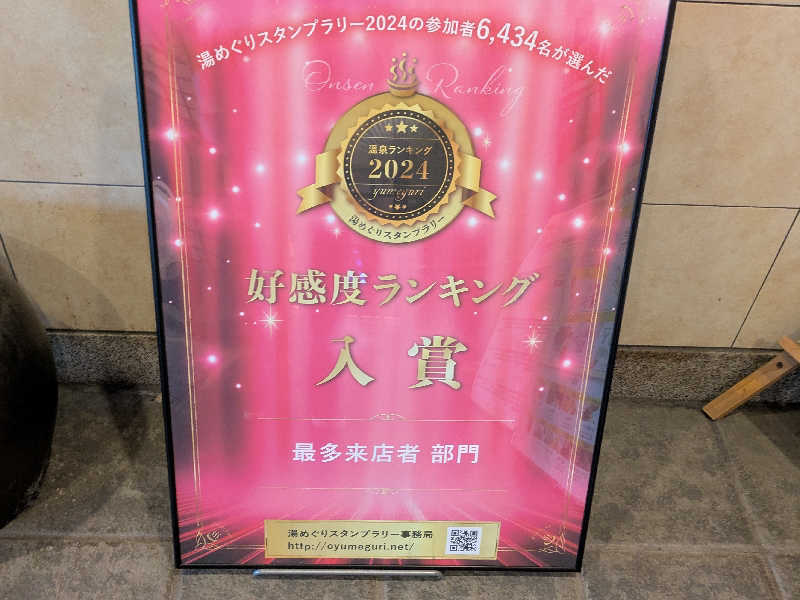 湯めぐりスタンプラリー2024の参加者6,434名が選んだ
Onsen Ranking
温泉ランキング
2024
yumeguri
湯めぐりスタンプラリー
好感度ランキング
入賞
最多来店者 部門
湯めぐりスタンプラリー事務局
http://oyumeguri.net/